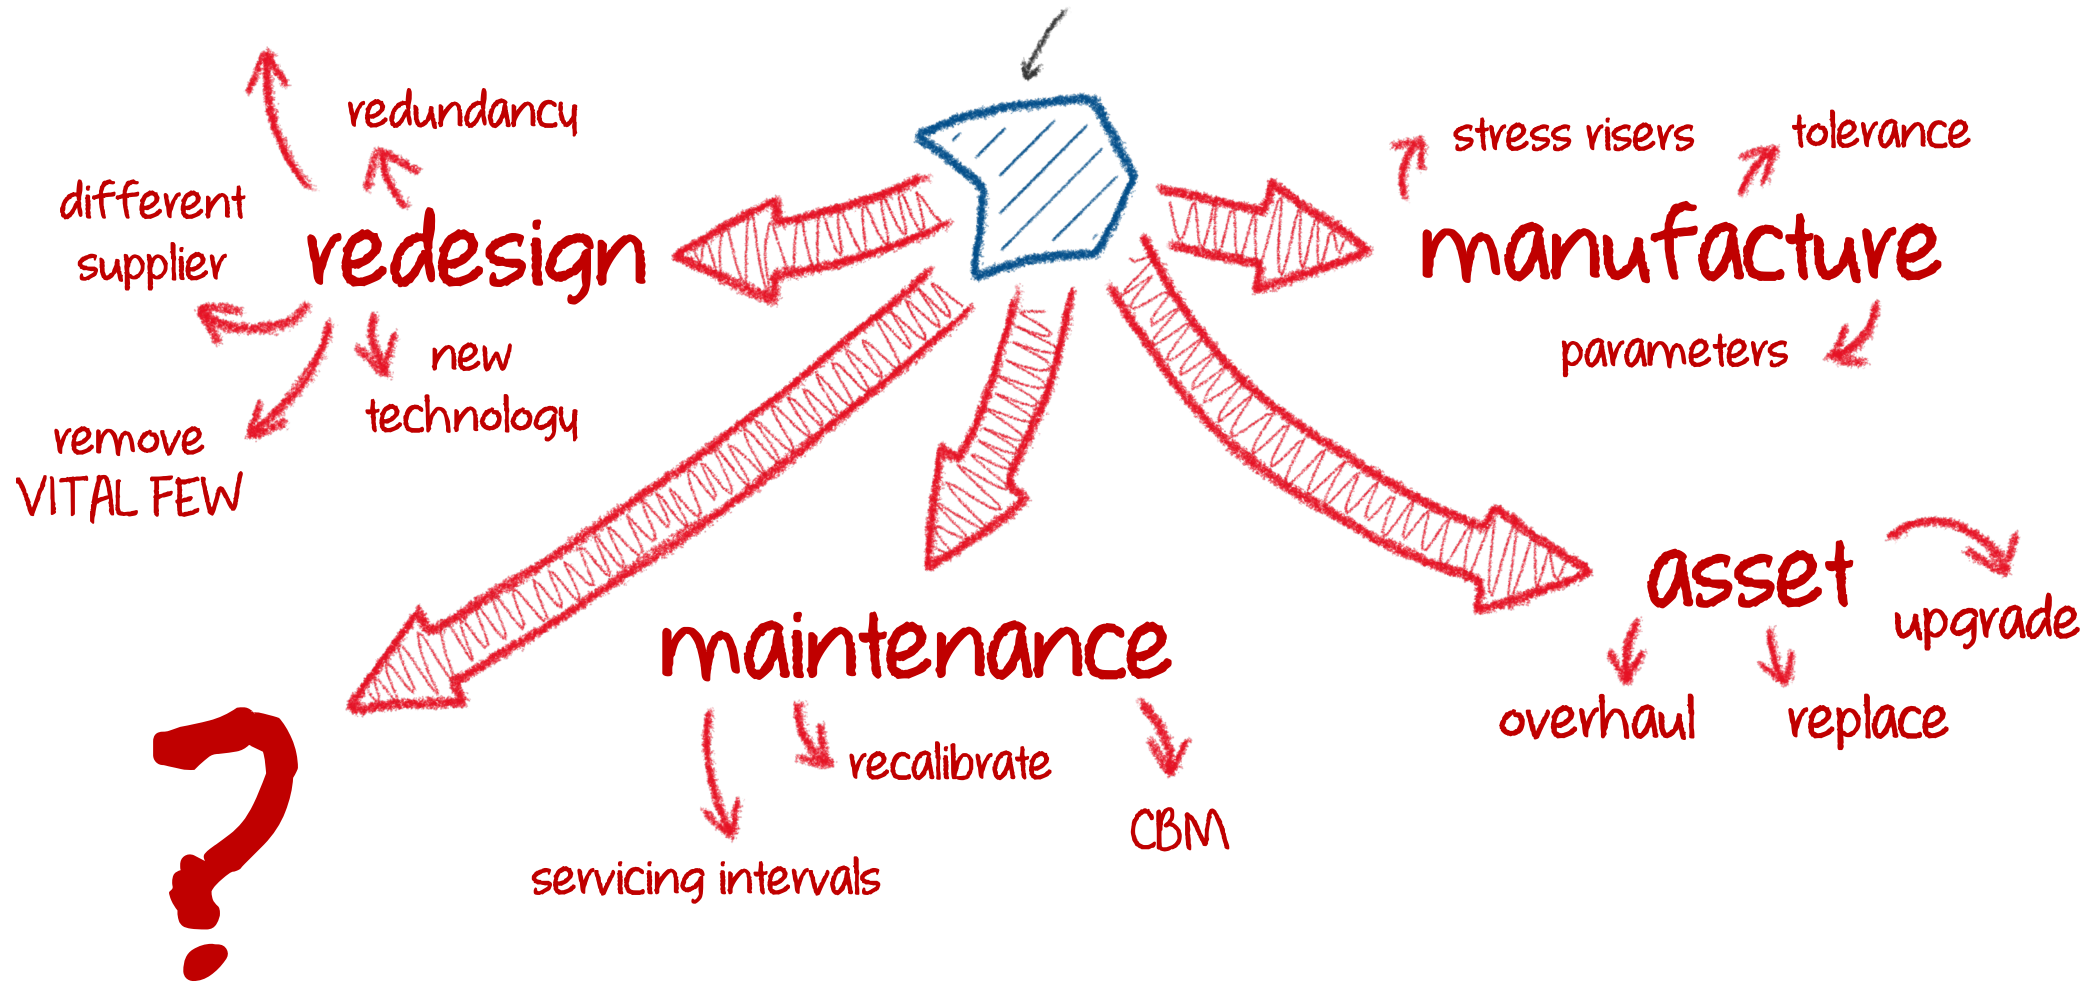 redundancy
different
supplier
redesign
new
technology
remove
VITAL FEW
stress risers
tolerance
manufacture
parameters
asset
upgrade
overhaul
replace
maintenance
recalibrate
CBM
servicing intervals
?